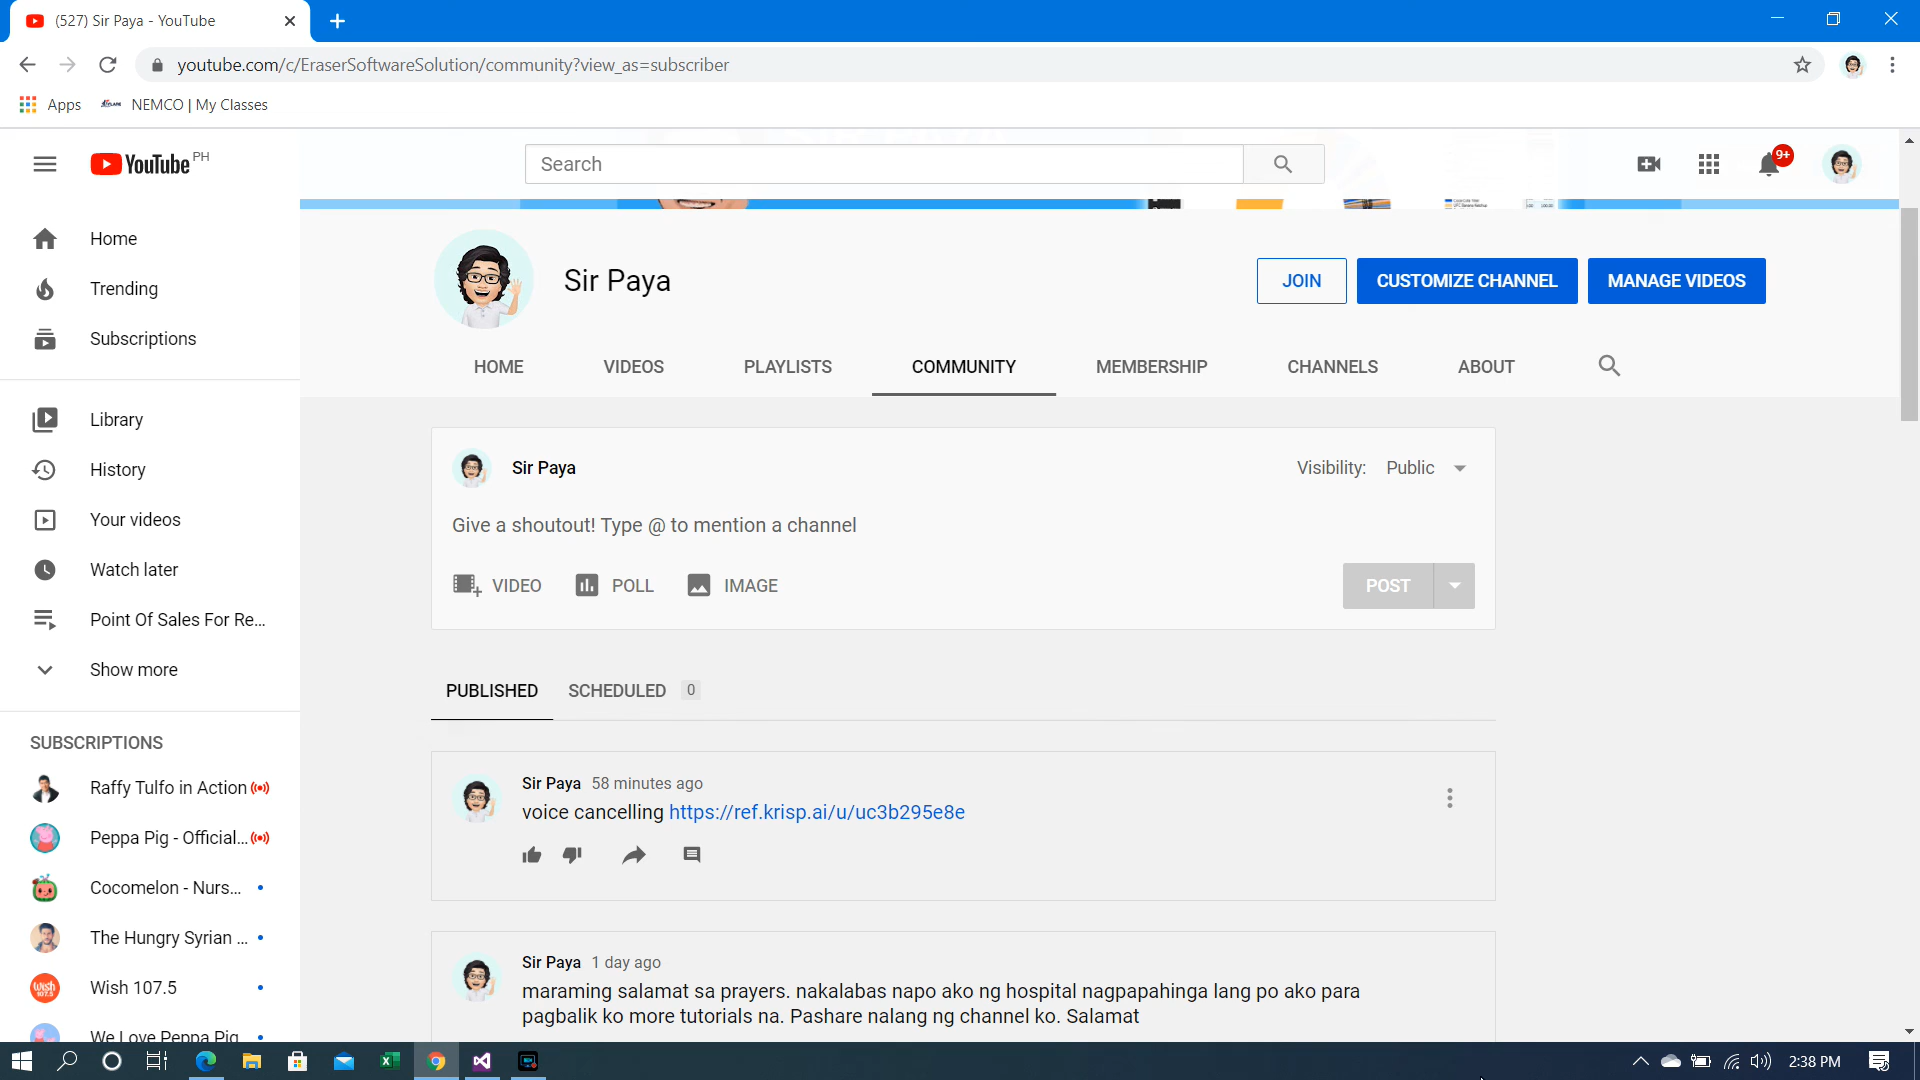 (527) Sir Paya - YouTube
youtube.com/c/EraserSoftwareSolution/community?view_as=subscriber
Apps NEMCO | My Classes
YouTube PH
Search
9+
Home
Trending
Subscriptions
Library
History
Your videos
Watch later
Point Of Sales For Re...
Show more
SUBSCRIPTIONS
Raffy Tulfo in Action
Peppa Pig - Official...
Cocomelon - Nurs...
The Hungry Syrian ...
Wish 107.5
We Love Peppa Pig
Sir Paya
JOIN CUSTOMIZE CHANNEL MANAGE VIDEOS
HOME VIDEOS PLAYLISTS COMMUNITY MEMBERSHIP CHANNELS ABOUT
Sir Paya Visibility: Public
Give a shoutout! Type @ to mention a channel
VIDEO POLL IMAGE POST
PUBLISHED SCHEDULED 0
Sir Paya 58 minutes ago
voice cancelling https://ref.krisp.ai/u/uc3b295e8e
Sir Paya 1 day ago
maraming salamat sa prayers. nakalabas napo ako ng hospital nagpapahinga lang po ako para
pagbalik ko more tutorials na. Pashare nalang ng channel ko. Salamat
2:38 PM